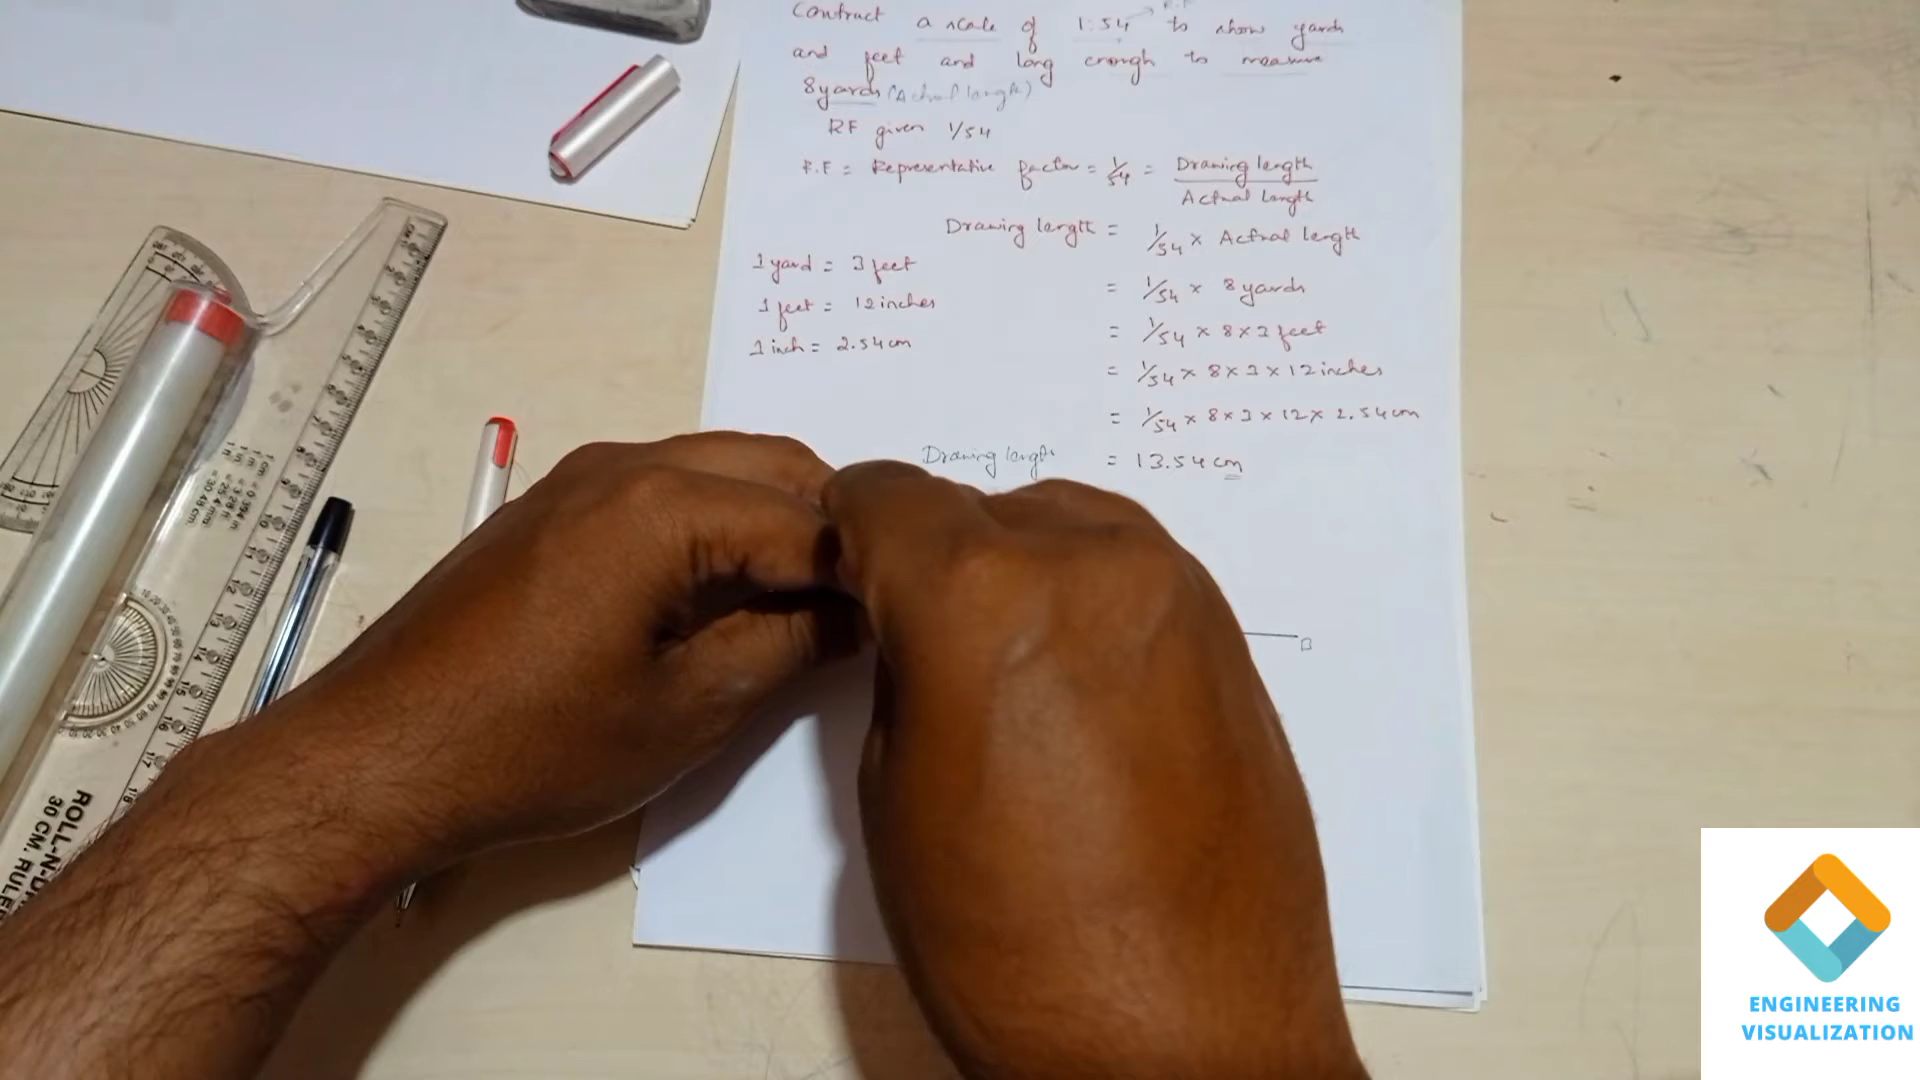 Construct a scale of 1:54 → R.F to show yards
and feet and long enough to measure
8 yards (Actual length)
RF given 1/54
R.F = Representative factor = 1/54 = Drawing length
Actual Length
Drawing length = 1/54 × Actual length
1 yard = 3 feet
= 1/54 × 8 yards
1 feet = 12 inches
= 1/54 × 8 × 3 feet
1 inch = 2.54 cm
= 1/54 × 8 × 3 × 12 inches
= 1/54 × 8 × 3 × 12 × 2.54 cm
Drawing length = 13.54 cm
B
ROLL-N-D
30 CM. RULE
ENGINEERING
VISUALIZATION